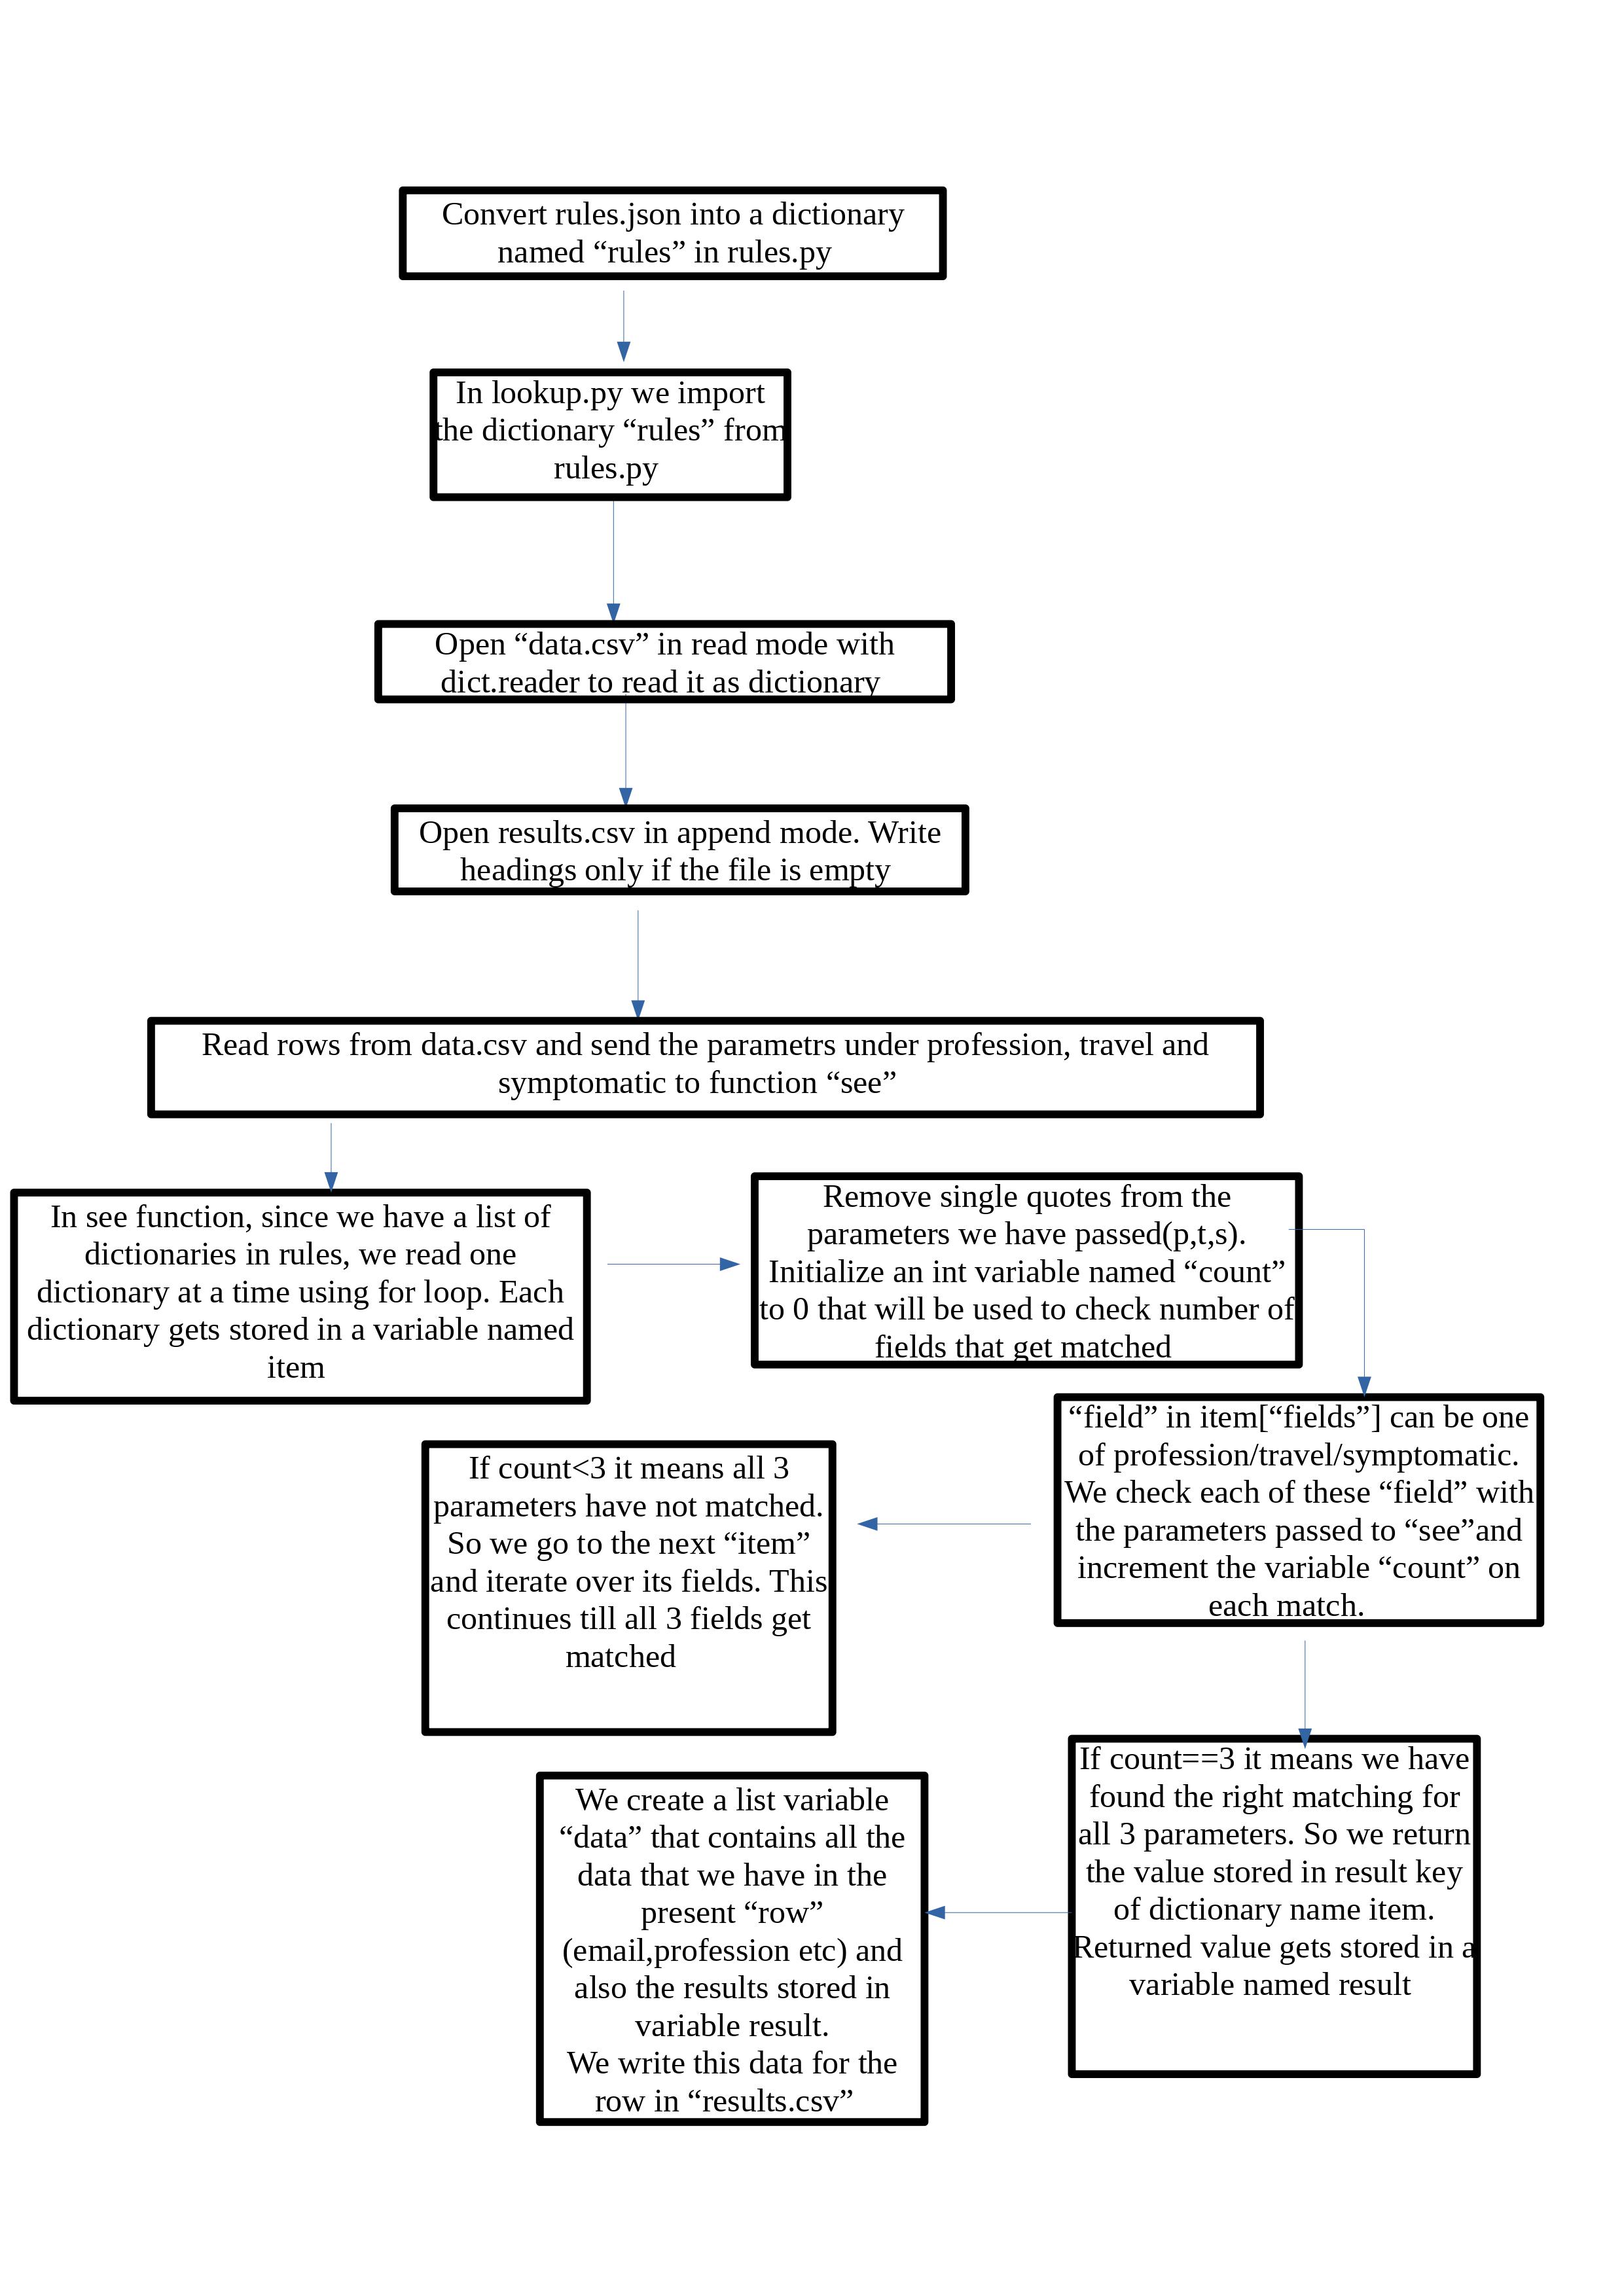 Convert rules.json into a dictionary
named “rules” in rules.py
In lookup.py we import
the dictionary “rules” from
rules.py
Open “data.csv” in read mode with
dict.reader to read it as dictionary
Open results.csv in append mode. Write
headings only if the file is empty
Read rows from data.csv and send the parametrs under profession, travel and
symptomatic to function “see”
In see function, since we have a list of
dictionaries in rules, we read one
dictionary at a time using for loop. Each
dictionary gets stored in a variable named
item
Remove single quotes from the
parameters we have passed(p,t,s).
Initialize an int variable named “count”
to 0 that will be used to check number of
fields that get matched
“field” in item[“fields”] can be one
of profession/travel/symptomatic.
We check each of these “field” with
the parameters passed to “see”and
increment the variable “count” on
each match.
If count<3 it means all 3
parameters have not matched.
So we go to the next “item”
and iterate over its fields. This
continues till all 3 fields get
matched
If count==3 it means we have
found the right matching for
all 3 parameters. So we return
the value stored in result key
of dictionary name item.
Returned value gets stored in a
variable named result
We create a list variable
“data” that contains all the
data that we have in the
present “row”
(email,profession etc) and
also the results stored in
variable result.
We write this data for the
row in “results.csv”